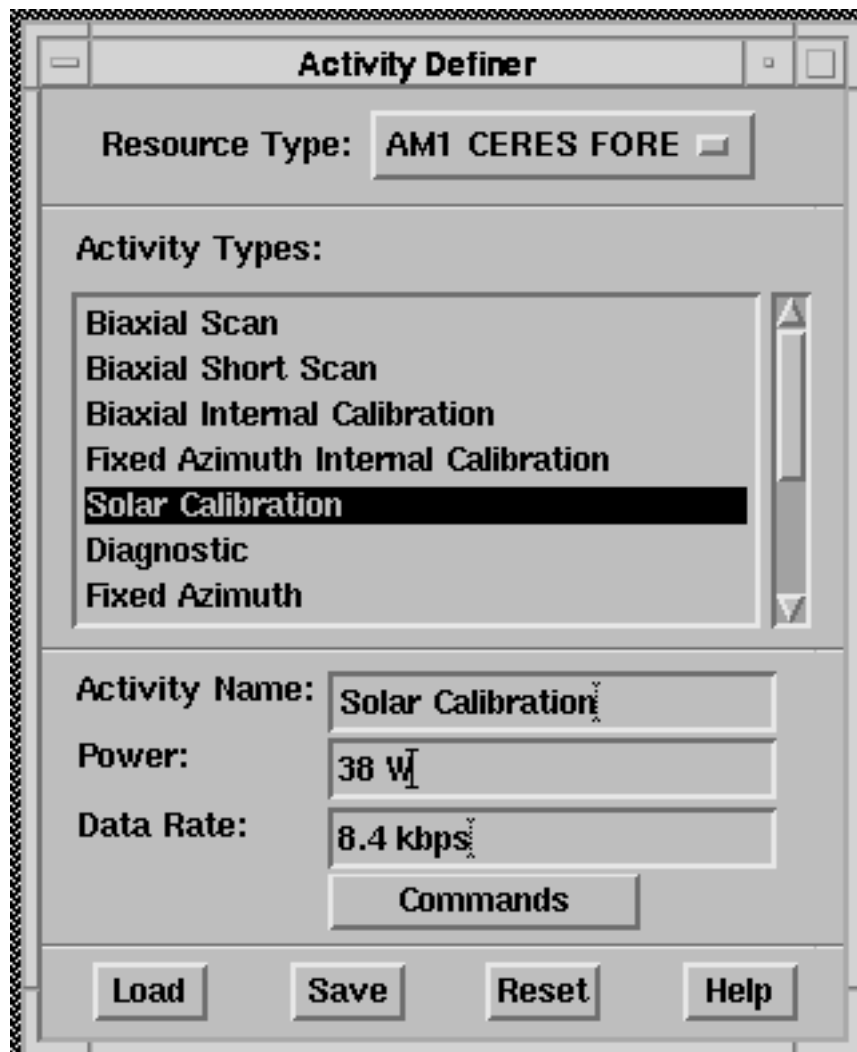 Activity Definer
Resource Type: AM1 CERES FORE
Activity Types:
Biaxial Scan
Biaxial Short Scan
Biaxial Internal Calibration
Fixed Azimuth Internal Calibration
Solar Calibration
Diagnostic
Fixed Azimuth
Activity Name: Solar Calibration
Power: 38 W
Data Rate: 8.4 kbps
Commands
Load Save Reset Help